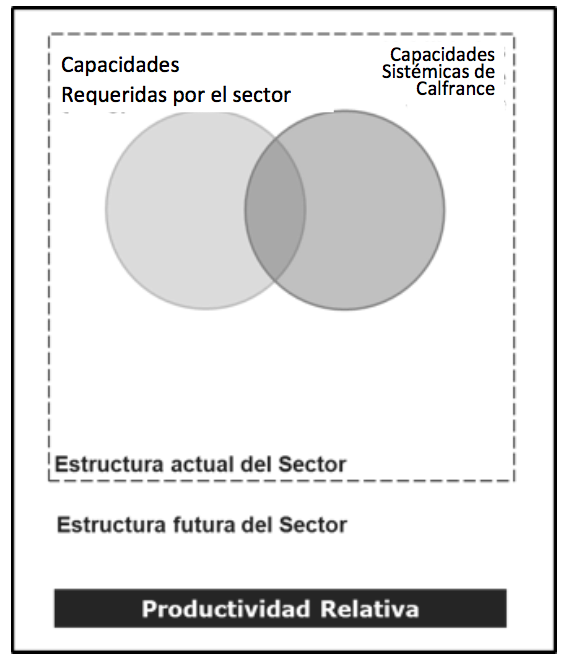 Capacidades
Requeridas por el sector
Capacidades
Sistémicas de
Calfrance
Estructura actual del Sector
Estructura futura del Sector
Productividad Relativa